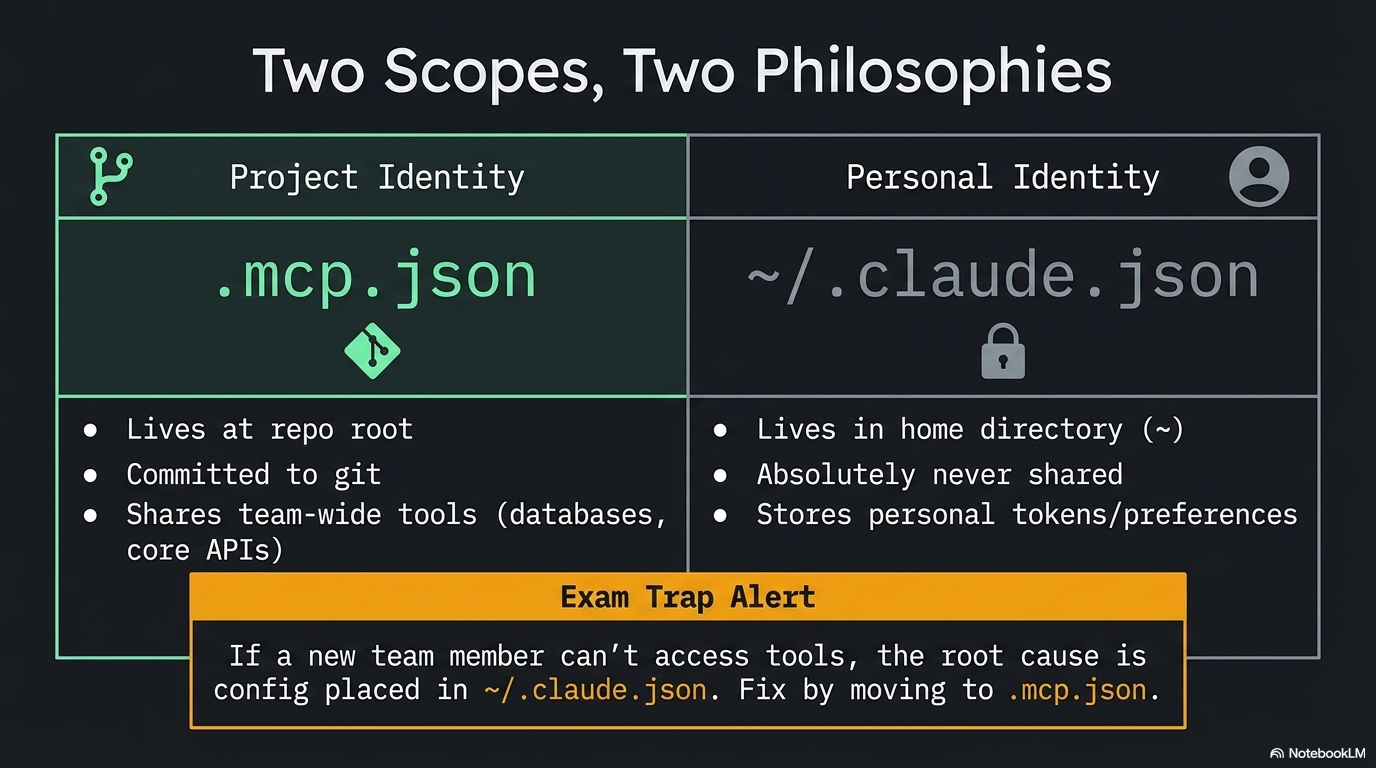 Two Scopes, Two Philosophies
Project Identity
Personal Identity
.mcp.json
~/.claude.json
● Lives at repo root
● Committed to git
● Shares team-wide tools (databases,
core APIs)
● Lives in home directory (~)
● Absolutely never shared
● Stores personal tokens/preferences
Exam Trap Alert
If a new team member can’t access tools, the root cause is
config placed in ~/.claude.json. Fix by moving to .mcp.json.
NotebookLM